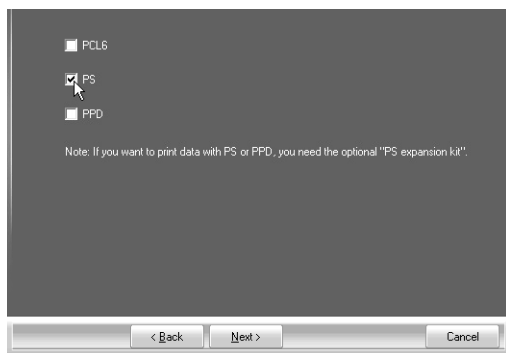 PCL6
PS
PPD
Note: If you want to print data with PS or PPD, you need the optional "PS expansion kit".
< Back
Next >
Cancel